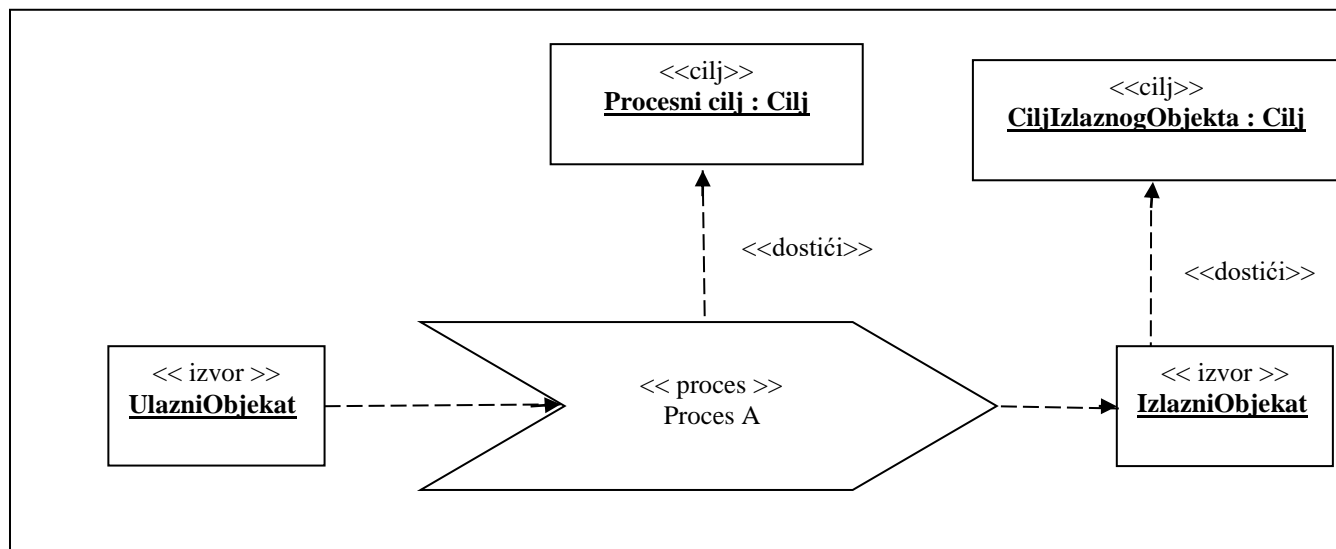 <<cilj>>
Procesni cilj : Cilj
<<cilj>>
CiljIzlaznogObjekta : Cilj
<<dostići>>
<<dostići>>
<< izvor >>
UlazniObjekat
<< proces >>
Proces A
<< izvor >>
IzlazniObjekat